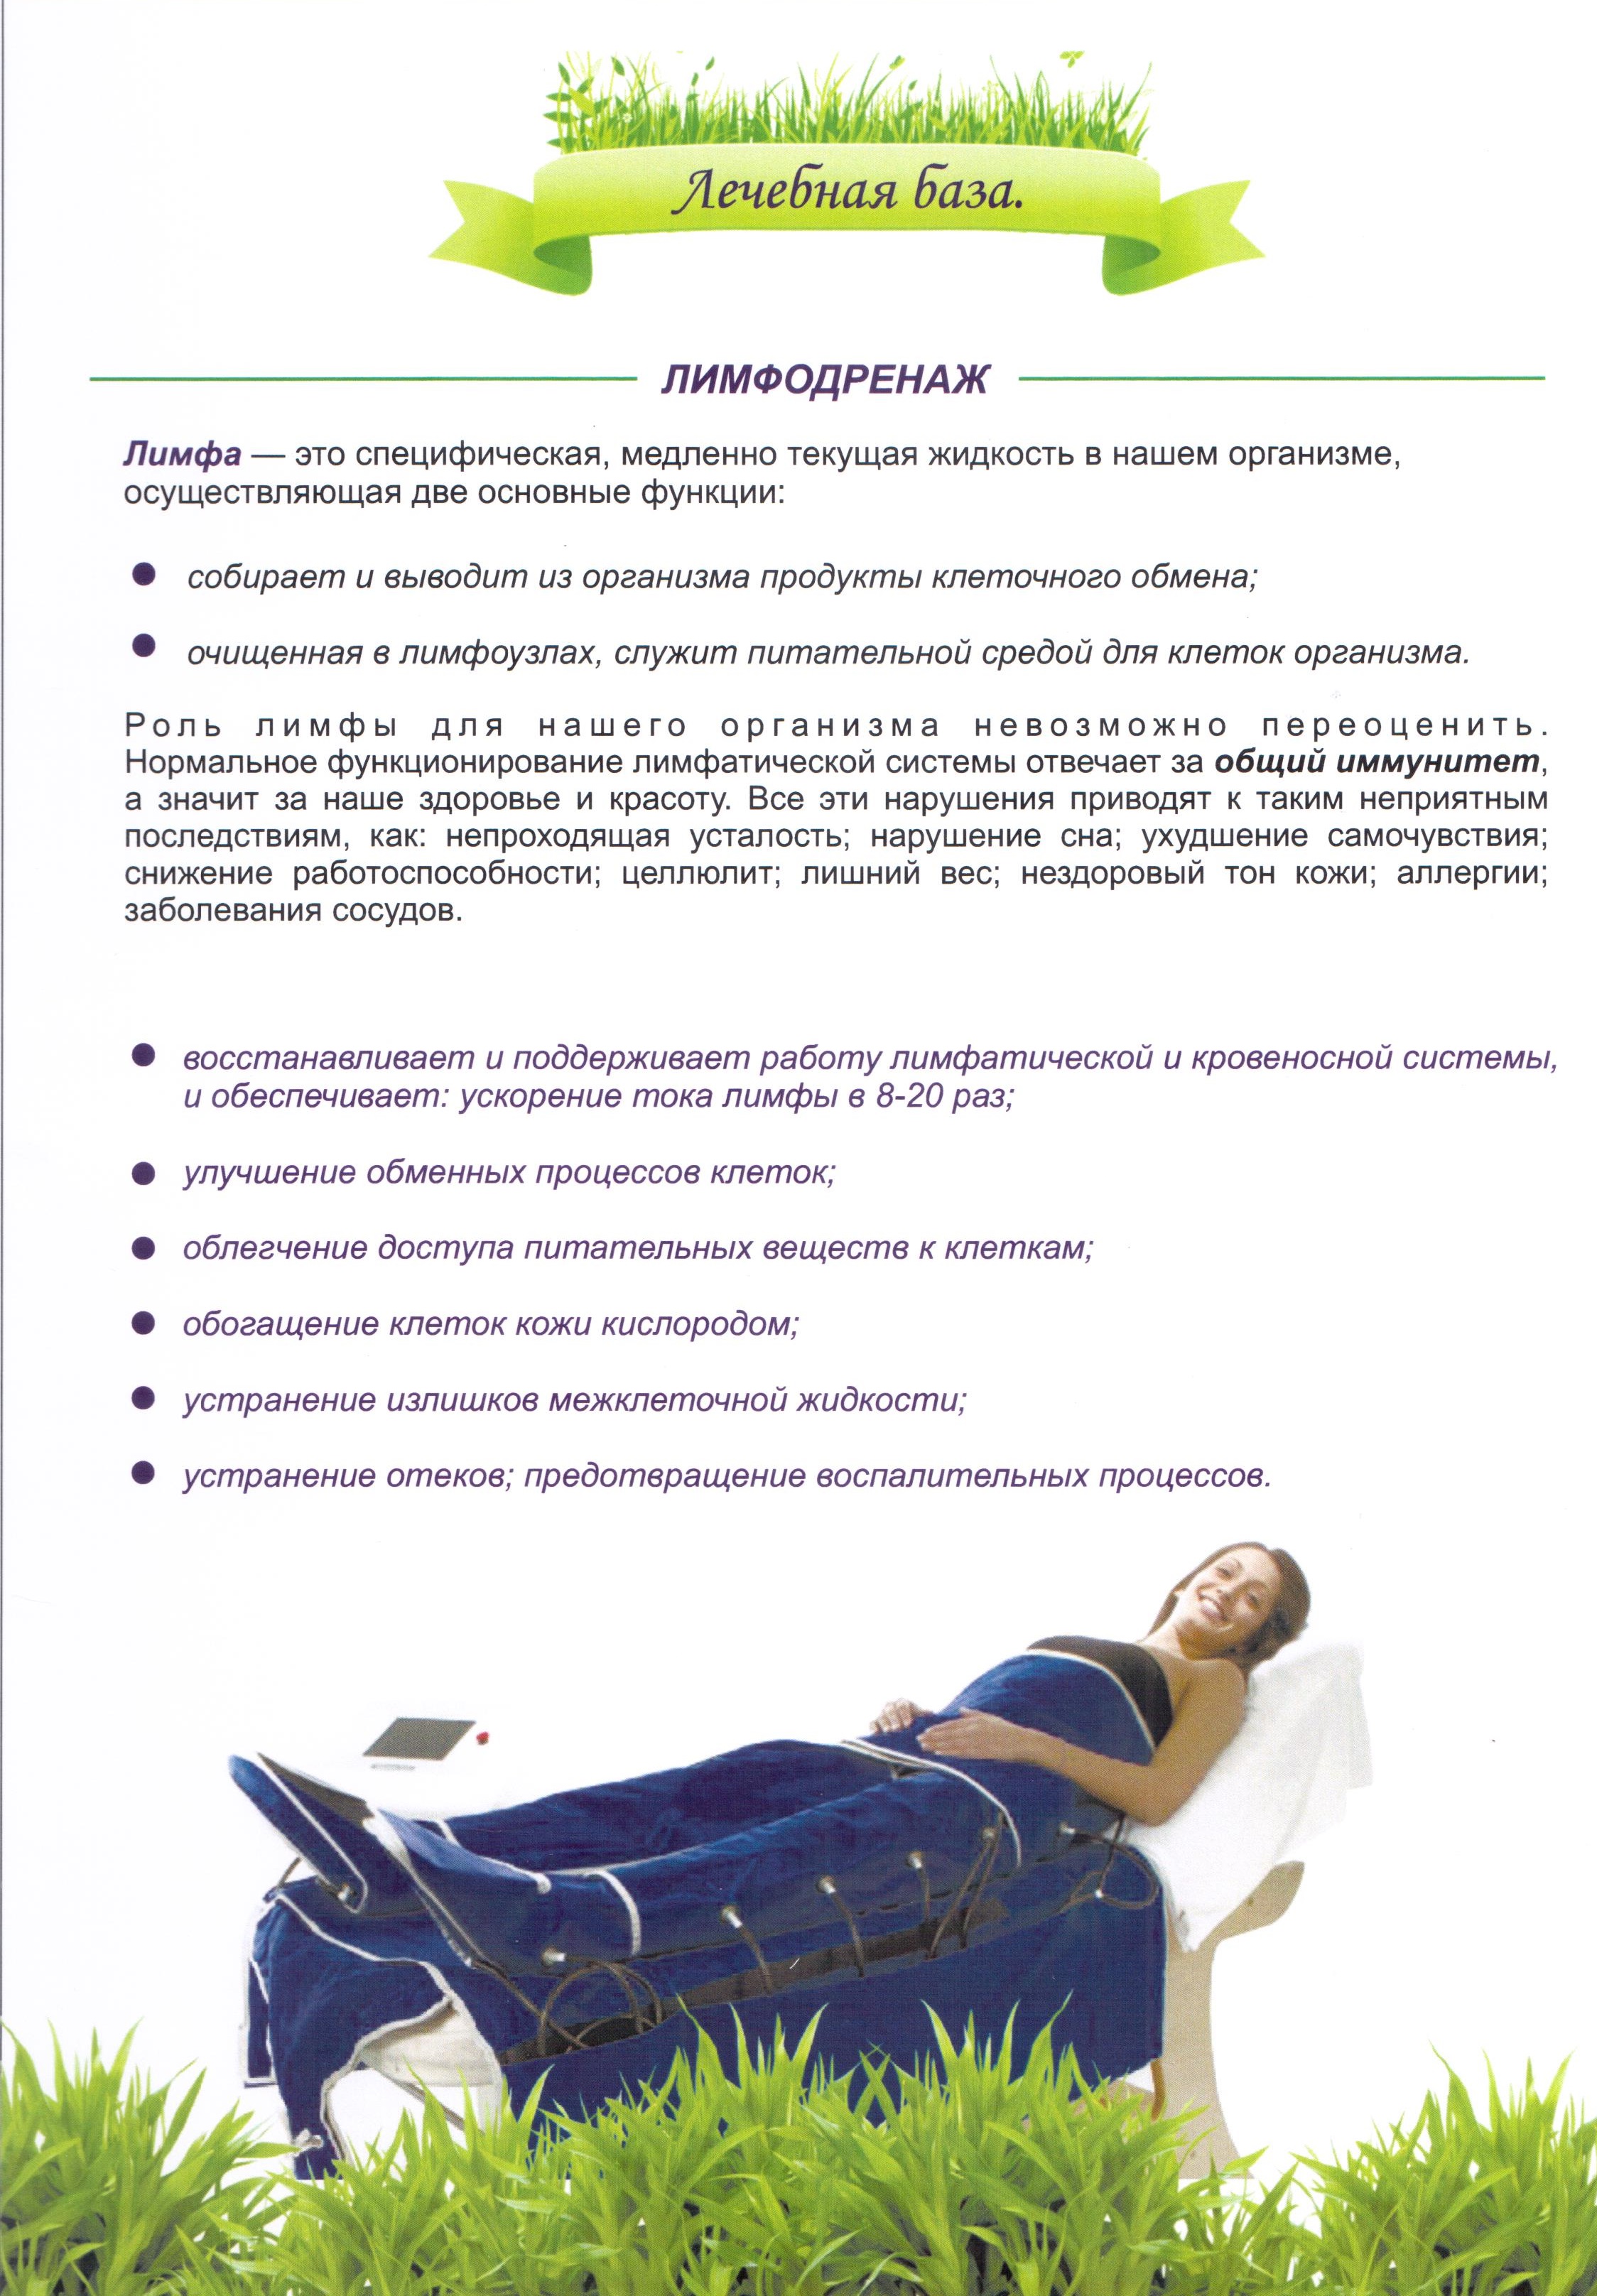 Лечебная база.
ЛИМФОДРЕНАЖ
Лимфа — это специфическая, медленно текущая жидкость в нашем организме,
осуществляющая две основные функции:
● собирает и выводит из организма продукты клеточного обмена;
● очищенная в лимфоузлах, служит питательной средой для клеток организма.
Роль лимфы для нашего организма невозможно переоценить.
Нормальное функционирование лимфатической системы отвечает за общий иммунитет,
а значит за наше здоровье и красоту. Все эти нарушения приводят к таким неприятным
последствиям, как: непроходящая усталость; нарушение сна; ухудшение самочувствия;
снижение работоспособности; целлюлит; лишний вес; нездоровый тон кожи; аллергии;
заболевания сосудов.
● восстанавливает и поддерживает работу лимфатической и кровеносной системы,
и обеспечивает: ускорение тока лимфы в 8-20 раз;
● улучшение обменных процессов клеток;
● облегчение доступа питательных веществ к клеткам;
● обогащение клеток кожи кислородом;
● устранение излишков межклеточной жидкости;
● устранение отеков; предотвращение воспалительных процессов.